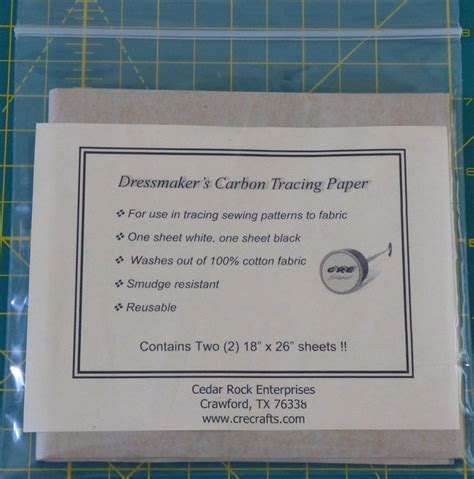 Dressmaker's Carbon Tracing Paper
❖ For use in tracing sewing patterns to fabric
❖ One sheet white, one sheet black
❖ Washes out of 100% cotton fabric
❖ Smudge resistant
❖ Reusable
CRE
Contains Two (2) 18" x 26" sheets !!
Cedar Rock Enterprises
Crawford, TX 76338
www.crecrafts.com